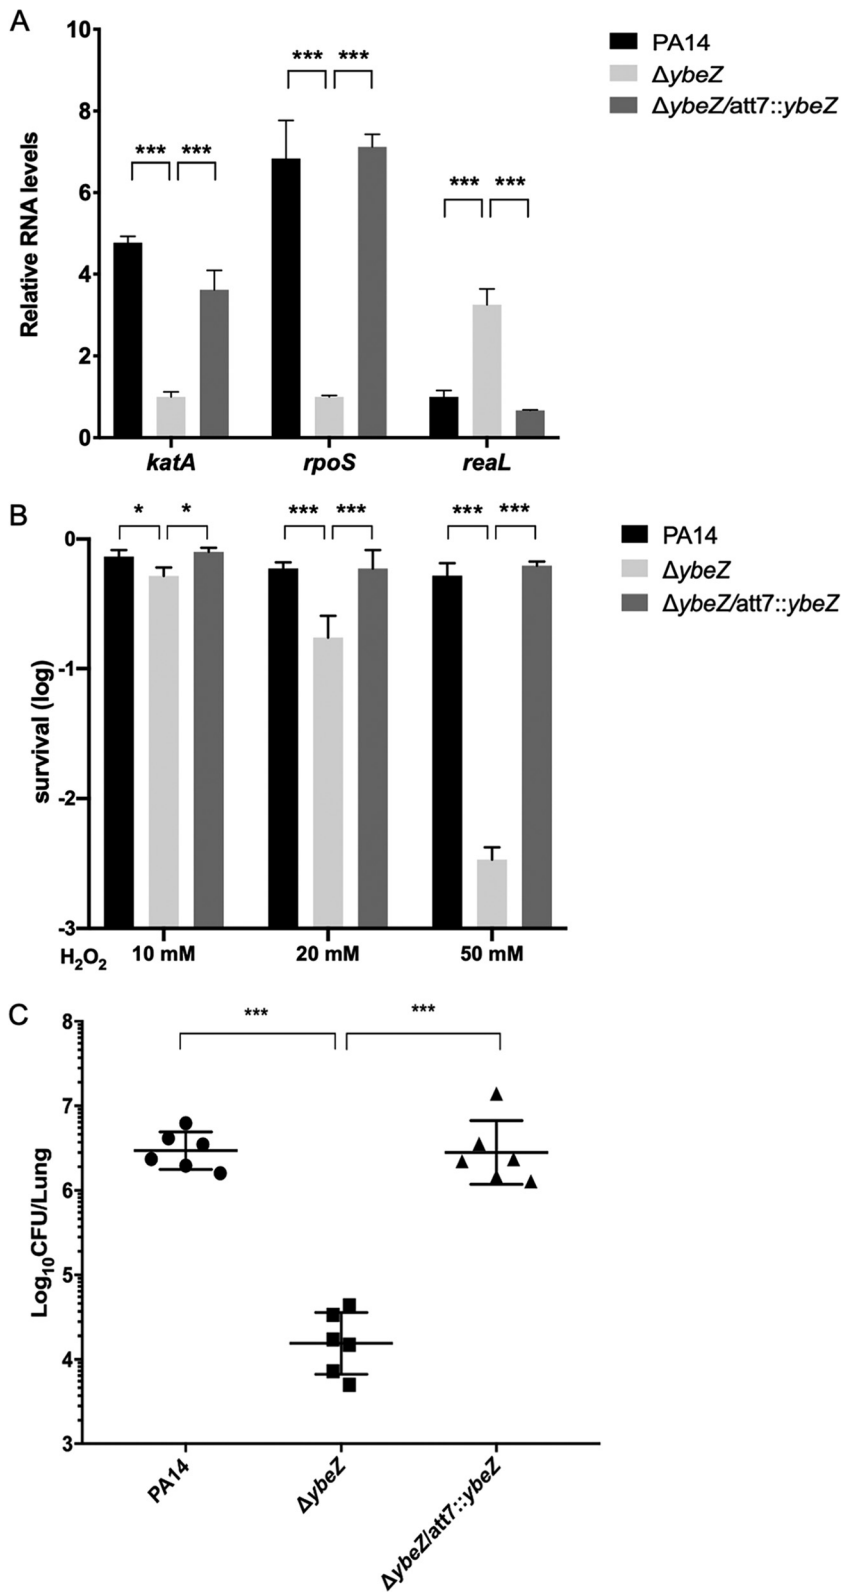 A
10
8
6
4
2
0
Relative RNA levels
*** ***
*** ***
*** ***
katA rpoS reaL
PA14
ΔybeZ
ΔybeZ/att7::ybeZ
B
0
-1
-2
-3
survival (log)
* * *** *** *** ***
H₂O₂ 10 mM 20 mM 50 mM
PA14
ΔybeZ
ΔybeZ/att7::ybeZ
C
8
7
6
5
4
3
Log₁₀CFU/Lung
*** ***
PA14
ΔybeZ
ΔybeZ/att7::ybeZ